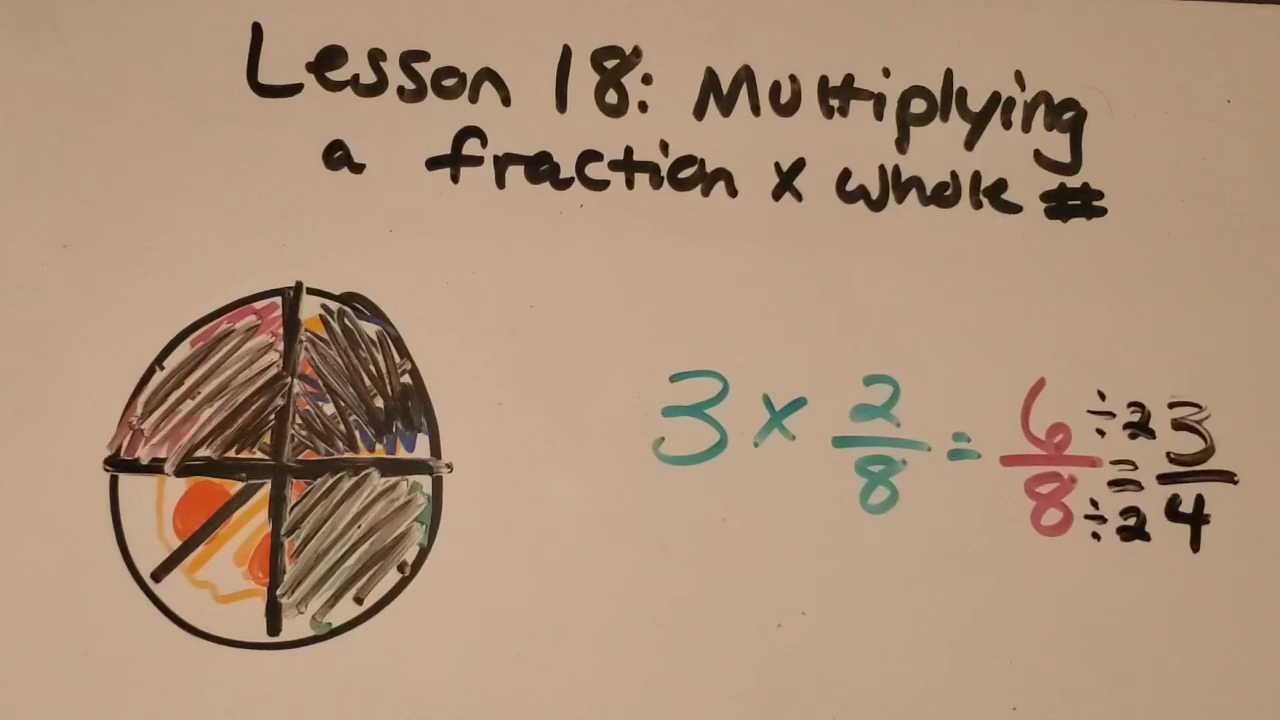 Lesson 18: Multiplying
a fraction x whole #
3 x 2/8 = 6/8 ÷2/÷2 = 3/4